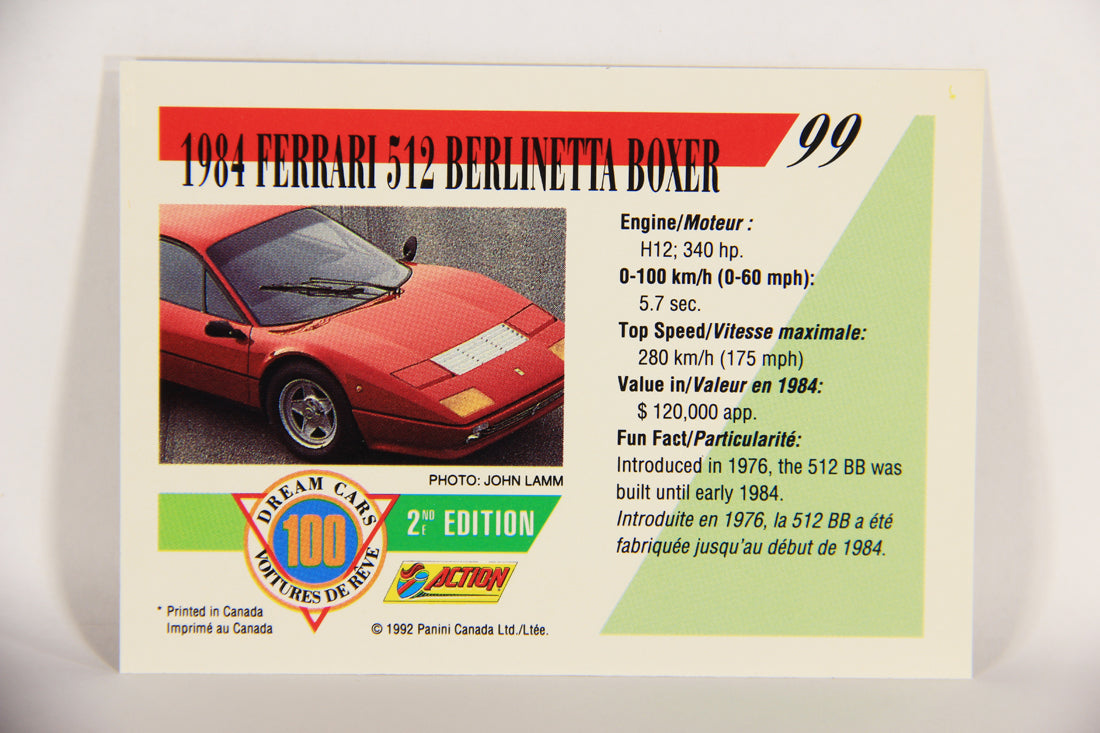 1984 FERRARI 512 BERLINETTA BOXER
99
Engine/Moteur :
H12; 340 hp.
0-100 km/h (0-60 mph):
5.7 sec.
Top Speed/Vitesse maximale:
280 km/h (175 mph)
Value in/Valeur en 1984:
$ 120,000 app.
Fun Fact/Particularité:
Introduced in 1976, the 512 BB was
built until early 1984.
Introduite en 1976, la 512 BB a été
fabriquée jusqu'au début de 1984.
PHOTO: JOHN LAMM
DREAM CARS
100
VOITURES DE RÊVE
2ND E EDITION
ACTION
* Printed in Canada
Imprimé au Canada
© 1992 Panini Canada Ltd./Ltée.